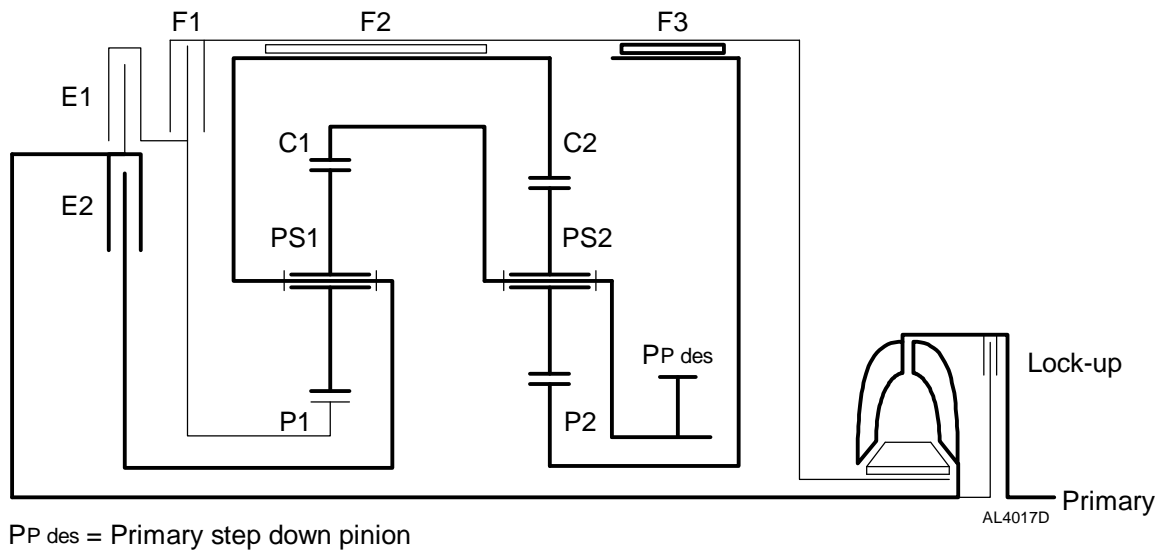 F1 F2 F3
E1
C1 C2
E2
PS1 PS2
PP des
Lock-up
P1 P2
Primary
AL4017D
PP des = Primary step down pinion